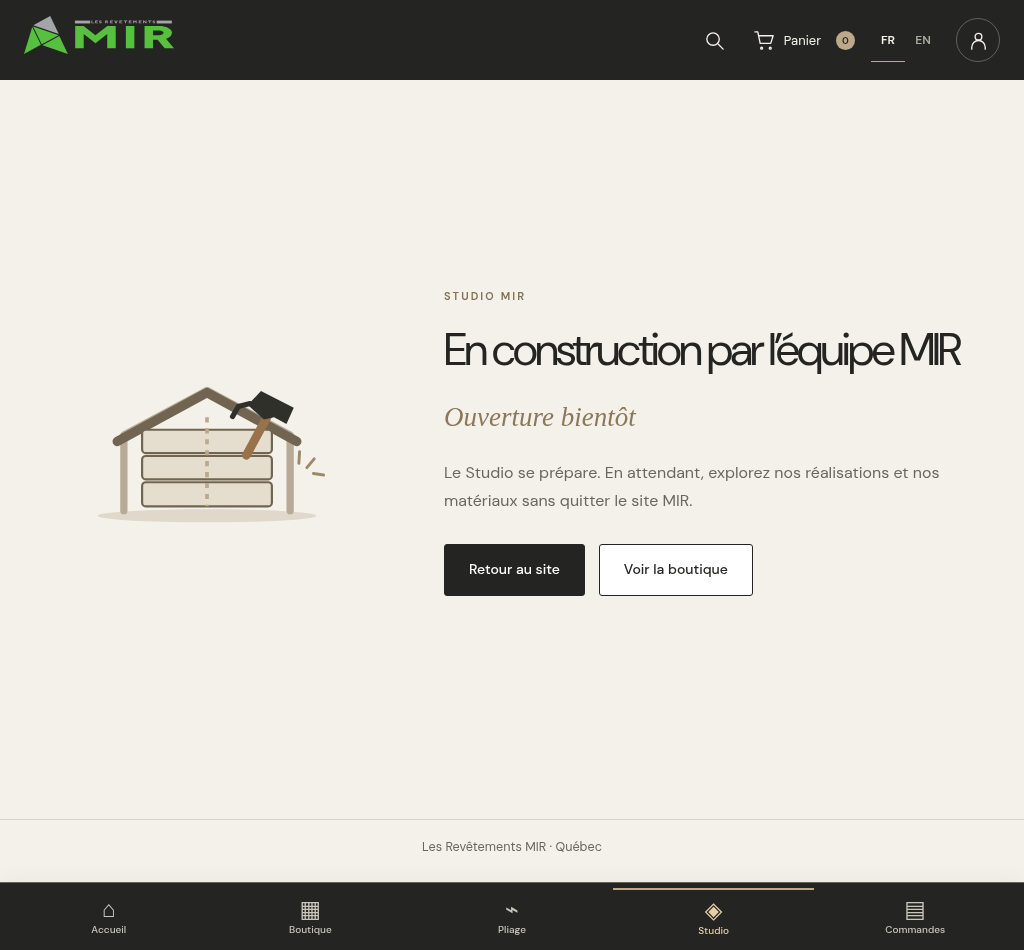 LES REVÊTEMENTS
MIR
Panier
0
FR
EN
STUDIO MIR
En construction par l'équipe MIR
Ouverture bientôt
Le Studio se prépare. En attendant, explorez nos réalisations et nos
matériaux sans quitter le site MIR.
Retour au site
Voir la boutique
Les Revêtements MIR · Québec
Accueil
Boutique
Pliage
Studio
Commandes